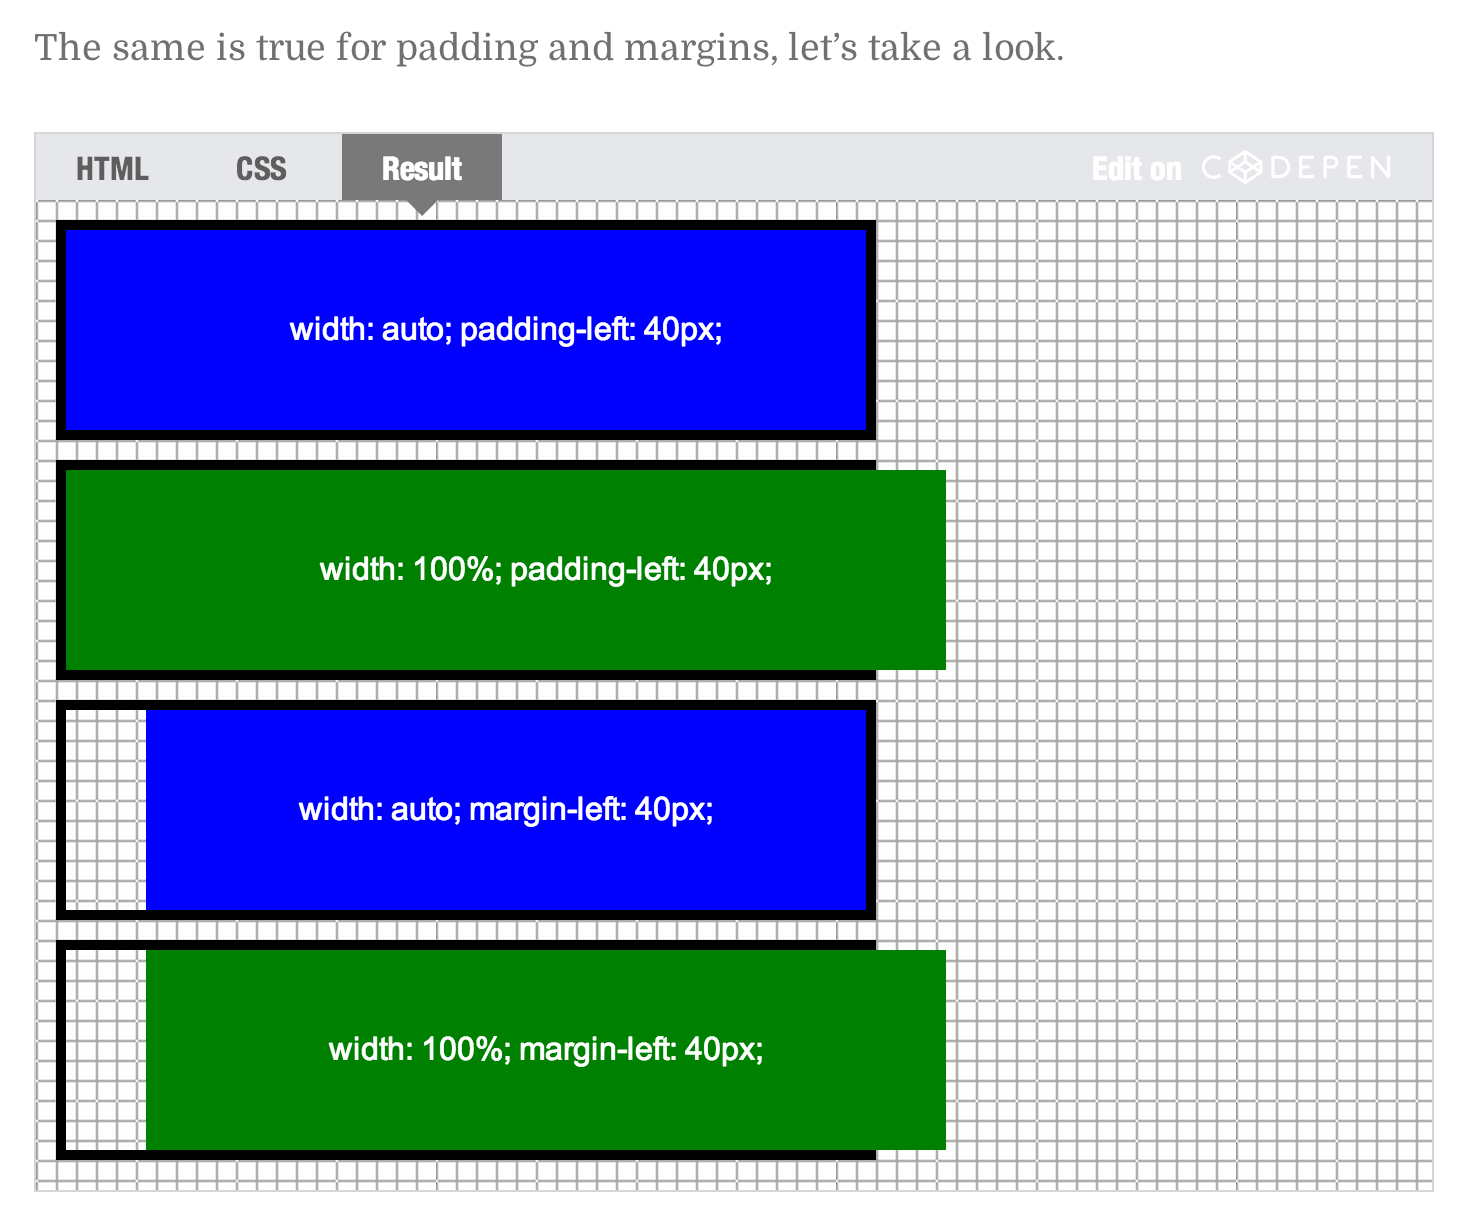 The same is true for padding and margins, let’s take a look.
HTML CSS Result Edit on CODEPEN
width: auto; padding-left: 40px;
width: 100%; padding-left: 40px;
width: auto; margin-left: 40px;
width: 100%; margin-left: 40px;